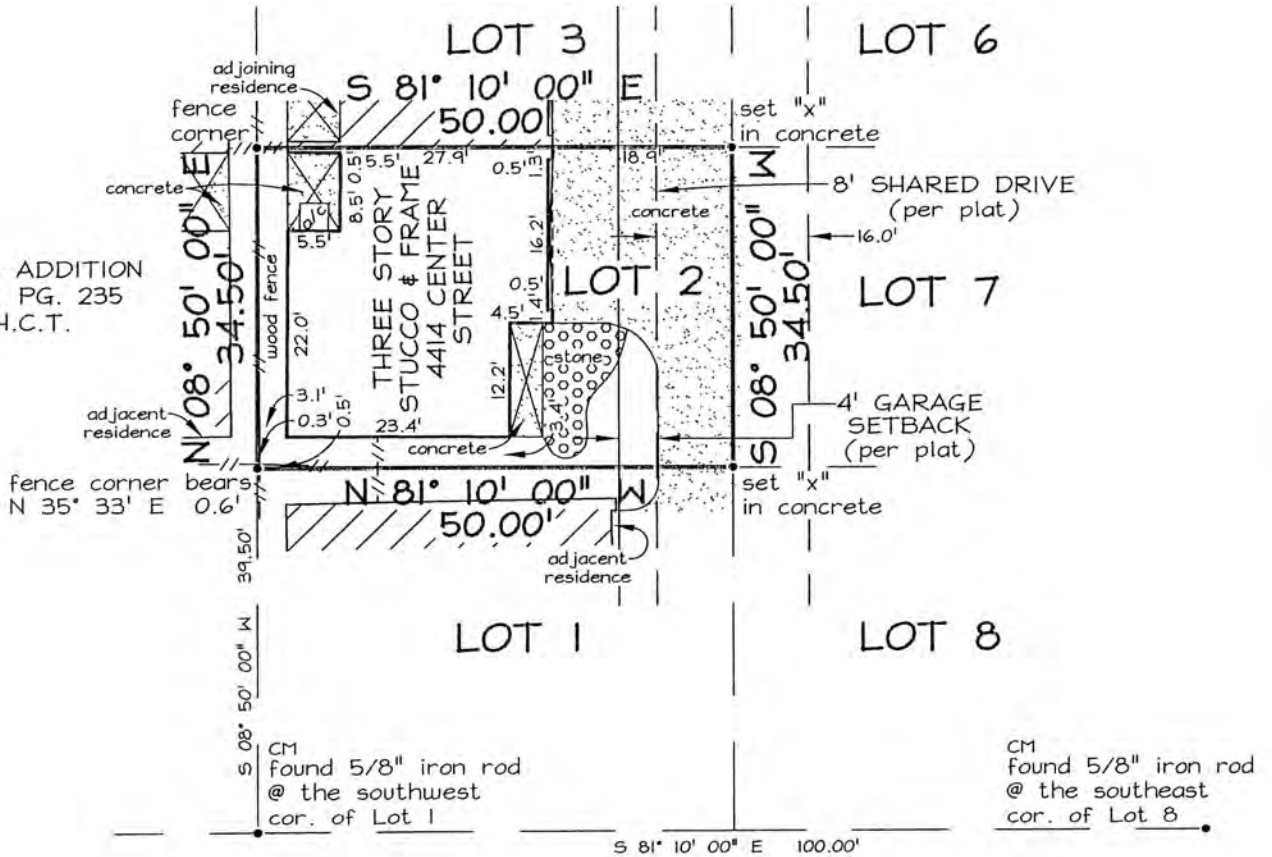 LOT 3
LOT 6
adjoining
residence
S 81° 10' 00" E
50.00'
fence
corner
set "x"
in concrete
5.5'
27.9'
18.9'
0.5'
8.5'
0.5'
1.3'
concrete
5.5'
concrete
8' SHARED DRIVE
(per plat)
16.0'
N 08° 50' 00" E
34.50'
wood fence
22.0'
THREE STORY
STUCCO & FRAME
4414 CENTER
STREET
16.2'
0.5'
1.4'
4.5'
LOT 2
S 08° 50' 00" W
34.50'
LOT 7
ADDITION
PG. 235
H.C.T.
stone
12.2'
3.1'
0.3'
0.5'
23.4'
concrete
3.4'
4' GARAGE
SETBACK
(per plat)
adjacent
residence
fence corner bears
N 35° 33' E 0.6'
N 81° 10' 00" W
50.00'
set "x"
in concrete
adjacent
residence
39.50'
S 08° 50' 00" W
LOT 1
LOT 8
CM
found 5/8" iron rod
@ the southwest
cor. of Lot 1
CM
found 5/8" iron rod
@ the southeast
cor. of Lot 8
S 81° 10' 00" E 100.00'